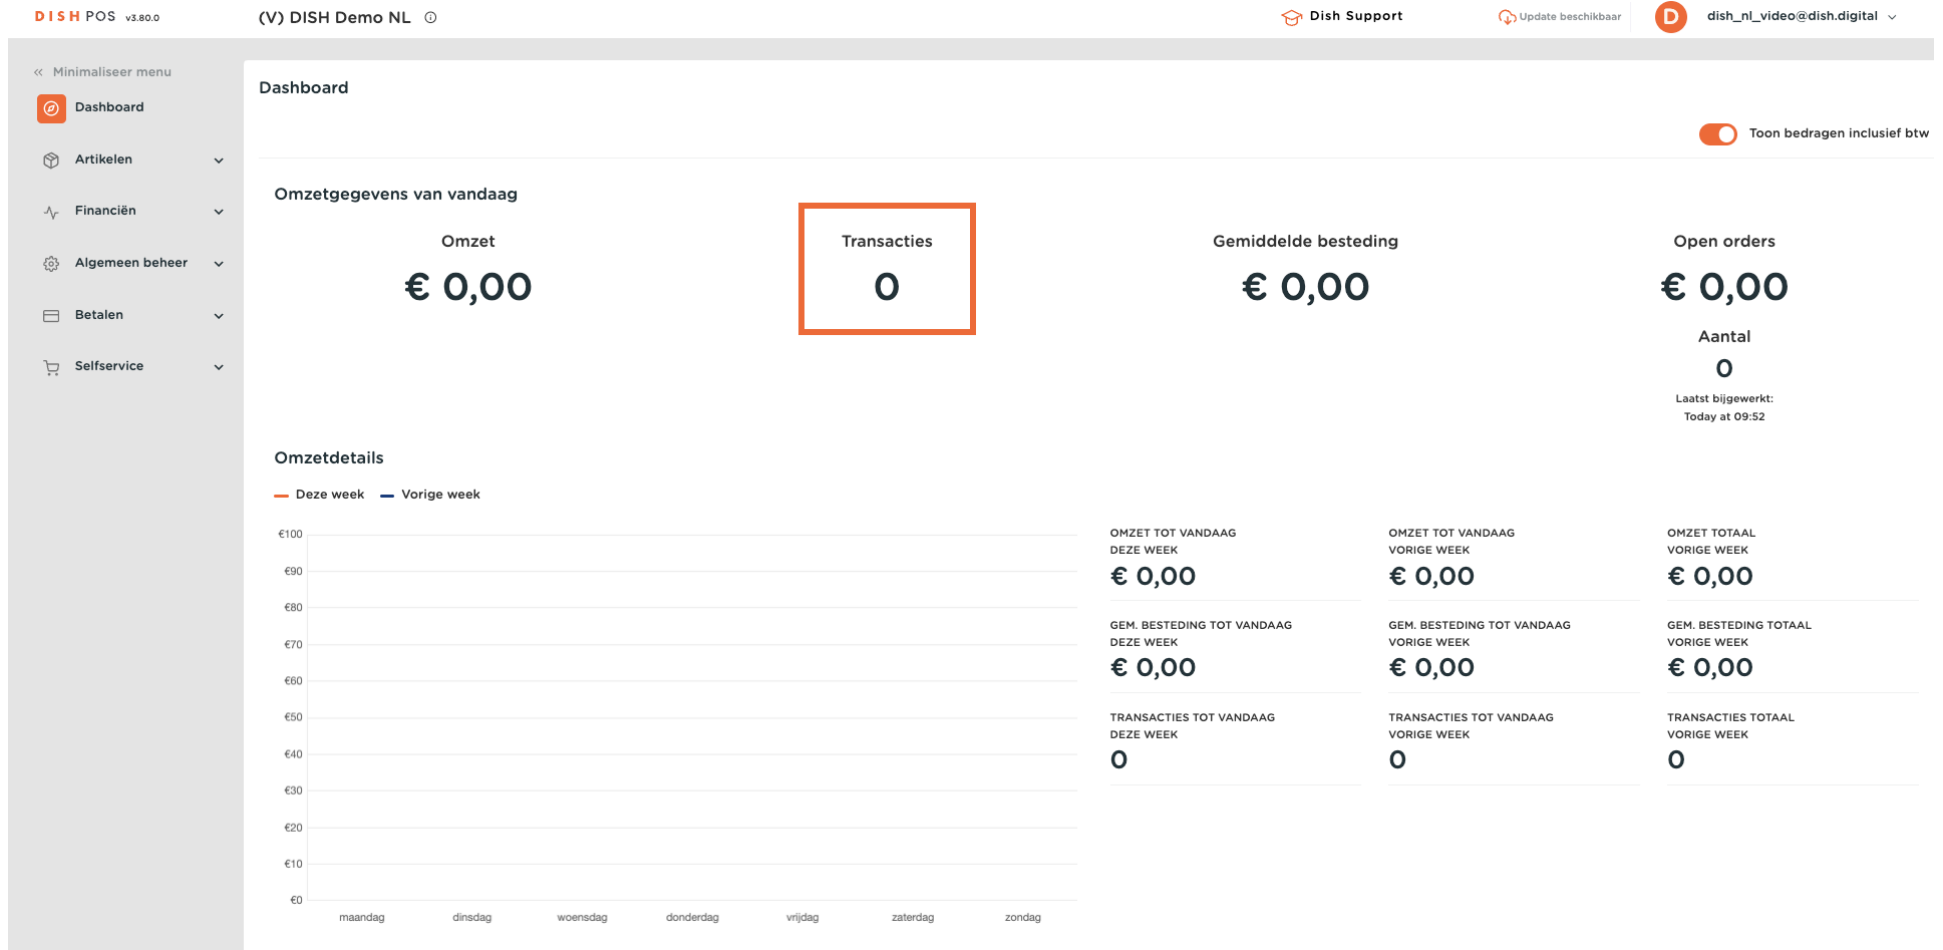 DISH POS v3.80.0
(V) DISH Demo NL
Dish Support
Update beschikbaar
D
dish_nl_video@dish.digital
Minimaliseer menu
Dashboard
Artikelen
Financiën
Algemeen beheer
Betalen
Selfservice
Dashboard
Toon bedragen inclusief btw
Omzetgegevens van vandaag
Omzet
€ 0,00
Transacties
0
Gemiddelde besteding
€ 0,00
Open orders
€ 0,00
Aantal
0
Laatst bijgewerkt:
Today at 09:52
Omzetdetails
Deze week
Vorige week
€100
€90
€80
€70
€60
€50
€40
€30
€20
€10
€0
maandag
dinsdag
woensdag
donderdag
vrijdag
zaterdag
zondag
OMZET TOT VANDAAG
DEZE WEEK
€ 0,00
OMZET TOT VANDAAG
VORIGE WEEK
€ 0,00
OMZET TOTAAL
VORIGE WEEK
€ 0,00
GEM. BESTEDING TOT VANDAAG
DEZE WEEK
€ 0,00
GEM. BESTEDING TOT VANDAAG
VORIGE WEEK
€ 0,00
GEM. BESTEDING TOTAAL
VORIGE WEEK
€ 0,00
TRANSACTIES TOT VANDAAG
DEZE WEEK
0
TRANSACTIES TOT VANDAAG
VORIGE WEEK
0
TRANSACTIES TOTAAL
VORIGE WEEK
0